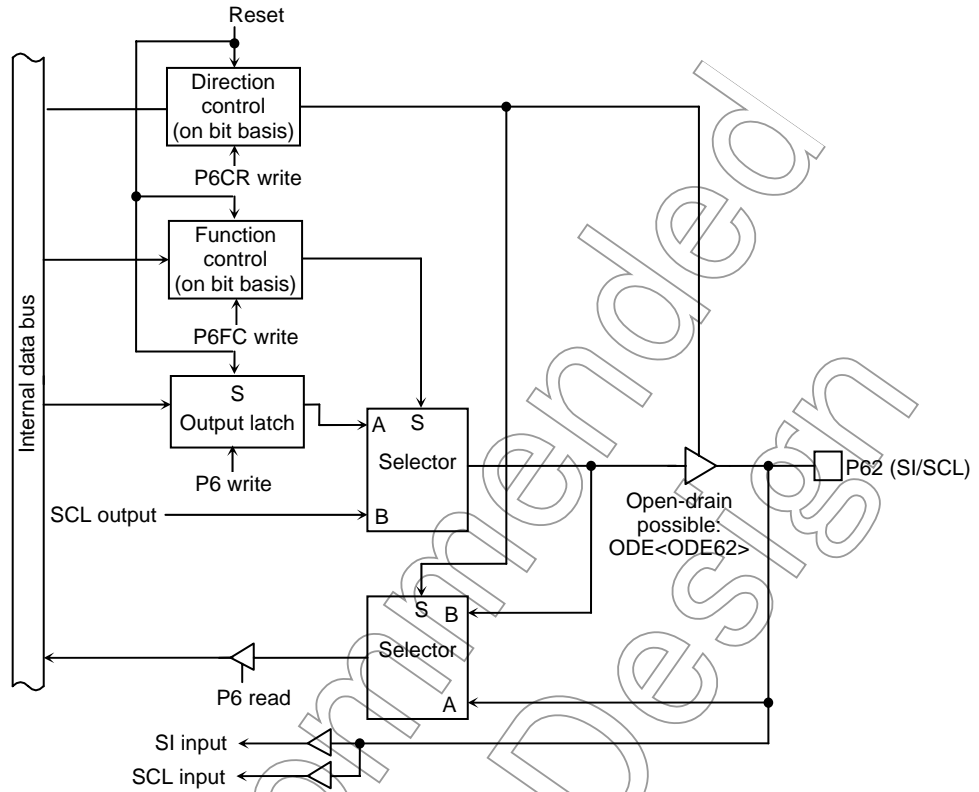 Reset
Direction
control
(on bit basis)
P6CR write
Function
control
(on bit basis)
P6FC write
Internal data bus
S
Output latch
P6 write
A S
Selector
B
SCL output
P62 (SI/SCL)
Open-drain
possible:
ODE<ODE62>
S B
Selector
A
P6 read
SI input
SCL input
ommended
Design